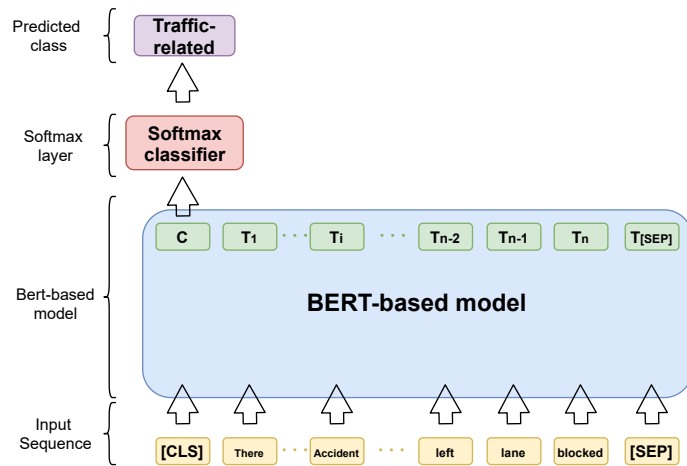 Predicted
class
Traffic-
related
Softmax
layer
Softmax
classifier
Bert-based
model
C T1 · · · Ti · · · Tn-2 Tn-1 Tn T[SEP]
BERT-based model
Input
Sequence
[CLS] There · · · Accident · · · left lane blocked [SEP]